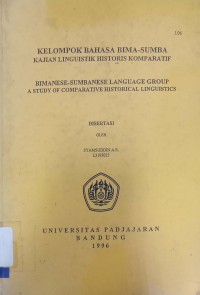 KELOMPOK BAHASA BIMA-SUMBA
KAJIAN LINGUISTIK HISTORIS KOMPARATIF
BIMANESE-SUMBANESE LANGUAGE GROUP
A STUDY OF COMPARATIVE HISTORICAL LINGUISTICS
DISERTASI
OLEH
UNIVERSITAS PADJAJARAN
BANDUNG
1996